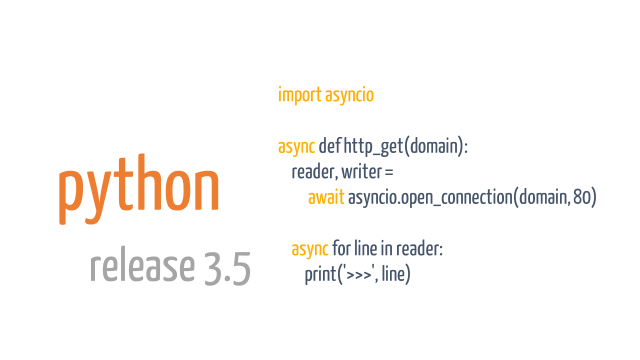 python
release 3.5
import asyncio
async def http_get(domain):
reader, writer =
await asyncio.open_connection(domain, 80)
async for line in reader:
print('>>>', line)